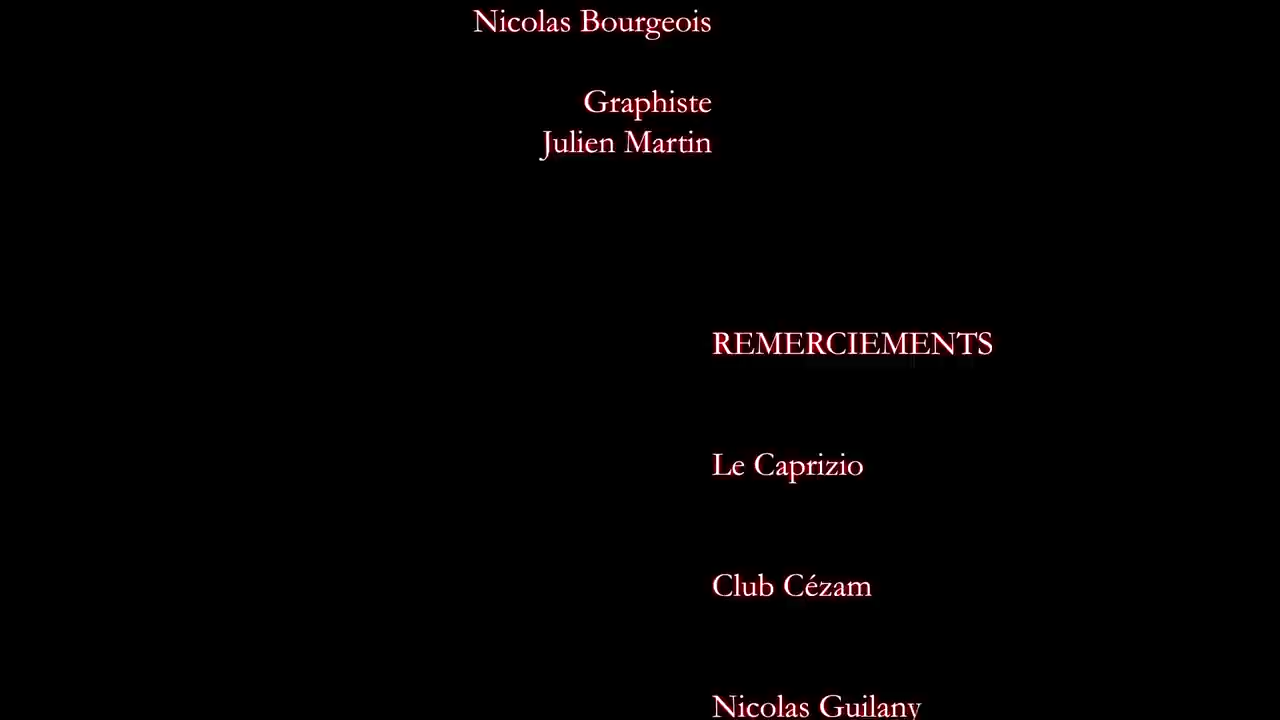 Nicolas Bourgeois
Graphiste
Julien Martin
REMERCIEMENTS
Le Caprizio
Club Cézam
Nicolas Guilany